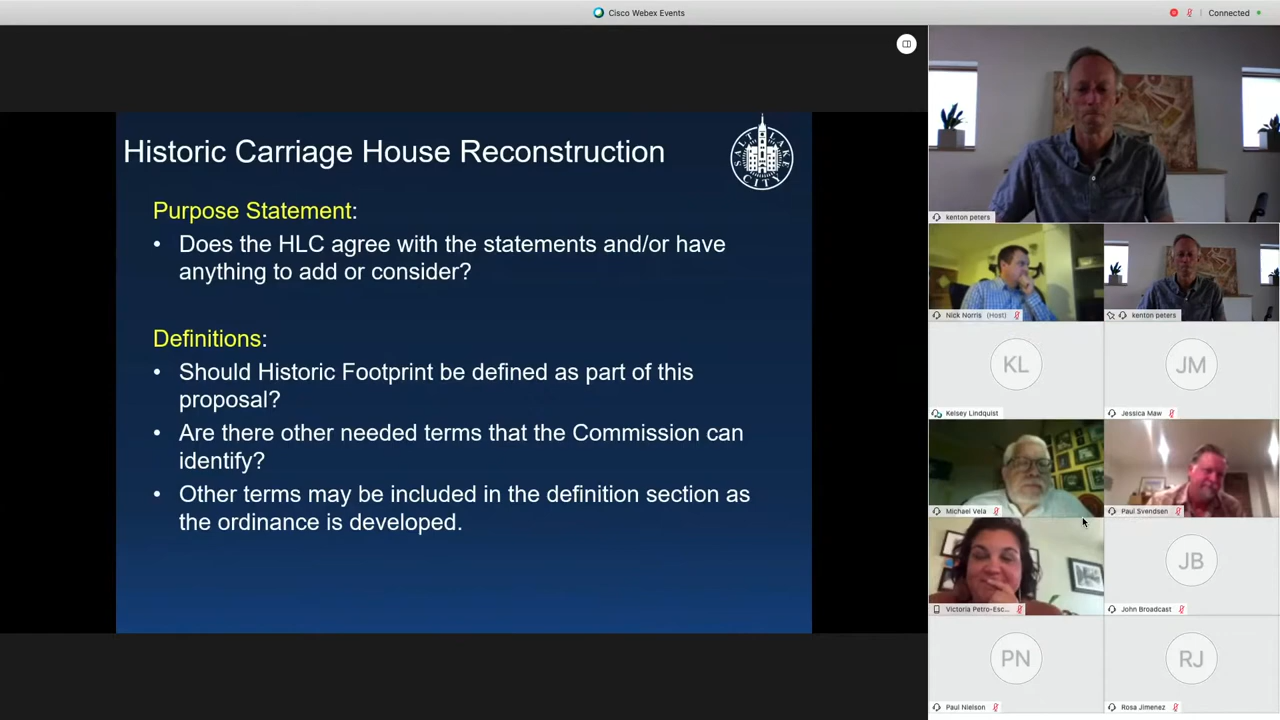 Cisco Webex Events
Connected
Historic Carriage House Reconstruction
SALT LAKE
CITY
Purpose Statement:
• Does the HLC agree with the statements and/or have
anything to add or consider?
Definitions:
• Should Historic Footprint be defined as part of this
proposal?
• Are there other needed terms that the Commission can
identify?
• Other terms may be included in the definition section as
the ordinance is developed.
kenton peters
Nick Norris (Host)
kenton peters
KL
Kelsey Lindquist
JM
Jessica Maw
Michael Vela
Paul Svendsen
Victoria Petro-Esc...
JB
John Broadcast
PN
Paul Nielson
RJ
Rosa Jimenez